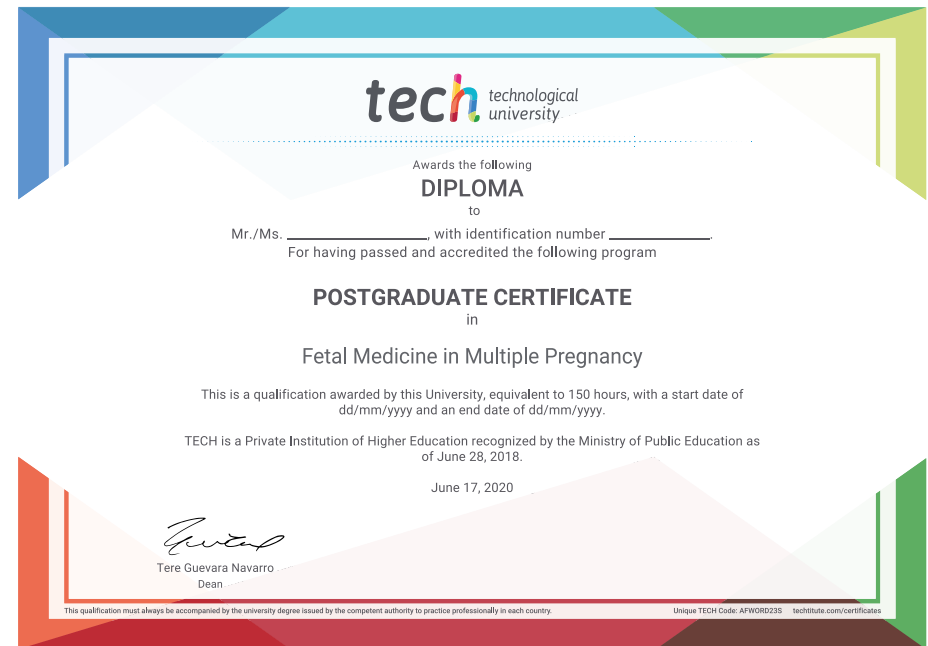 tech technological
university
Awards the following
DIPLOMA
to
Mr./Ms. ____________________, with identification number ______________.
For having passed and accredited the following program
POSTGRADUATE CERTIFICATE
in
Fetal Medicine in Multiple Pregnancy
This is a qualification awarded by this University, equivalent to 150 hours, with a start date of
dd/mm/yyyy and an end date of dd/mm/yyyy.
TECH is a Private Institution of Higher Education recognized by the Ministry of Public Education as
of June 28, 2018.
June 17, 2020
Tere Guevara Navarro
Dean
This qualification must always be accompanied by the university degree issued by the competent authority to practice professionally in each country.
Unique TECH Code: AFWORD23S techtitute.com/certificates